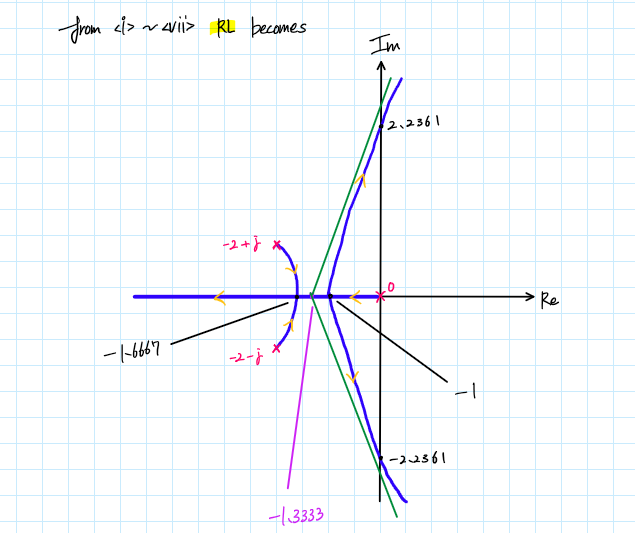 from <i> ~ <vii> RL becomes
Im
2.2361
-2+j
0
Re
-1.6667
-2-j
-1
-2.2361
-1.3333